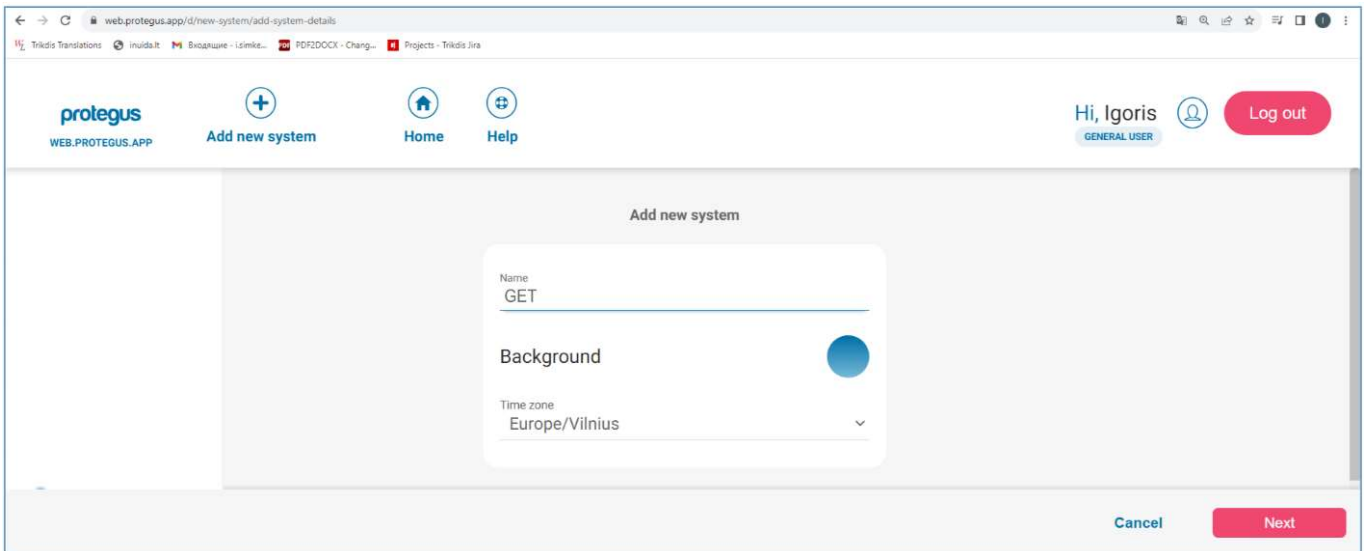 web.protegus.app/d/new-system/add-system-details
Trikdis Translations inuida.lt Входящие - i.simke... PDF2DOCX - Chang... Projects - Trikdis Jira
protegus
WEB.PROTEGUS.APP
Add new system
Home
Help
Hi, Igoris
GENERAL USER
Log out
Add new system
Name
GET
Background
Time zone
Europe/Vilnius
Cancel
Next